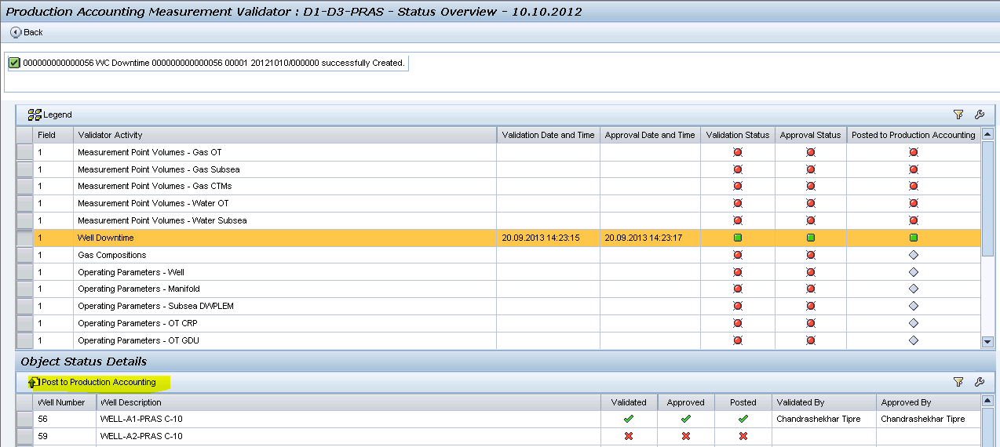 Production Accounting Measurement Validator : D1-D3-PRAS - Status Overview - 10.10.2012
Back
000000000000056 WC Downtime 000000000000056 00001 20121010/000000 successfully Created.
Legend
Field Validator Activity Validation Date and Time Approval Date and Time Validation Status Approval Status Posted to Production Accounting
1 Measurement Point Volumes - Gas OT
1 Measurement Point Volumes - Gas Subsea
1 Measurement Point Volumes - Gas CTMs
1 Measurement Point Volumes - Water OT
1 Measurement Point Volumes - Water Subsea
1 Well Downtime 20.09.2013 14:23:15 20.09.2013 14:23:17
1 Gas Compositions
1 Operating Parameters - Well
1 Operating Parameters - Manifold
1 Operating Parameters - Subsea DWPLEM
1 Operating Parameters - OT CRP
1 Operating Parameters - OT GDU
Object Status Details
Post to Production Accounting
Well Number Well Description Validated Approved Posted Validated By Approved By
56 WELL-A1-PRAS C-10 Chandrashekhar Tipre Chandrashekhar Tipre
59 WELL-A2-PRAS C-10